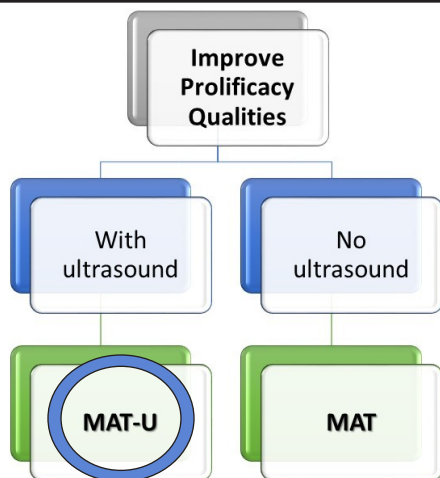 Improve
Prolificacy
Qualities
With
ultrasound
No
ultrasound
MAT-U
MAT